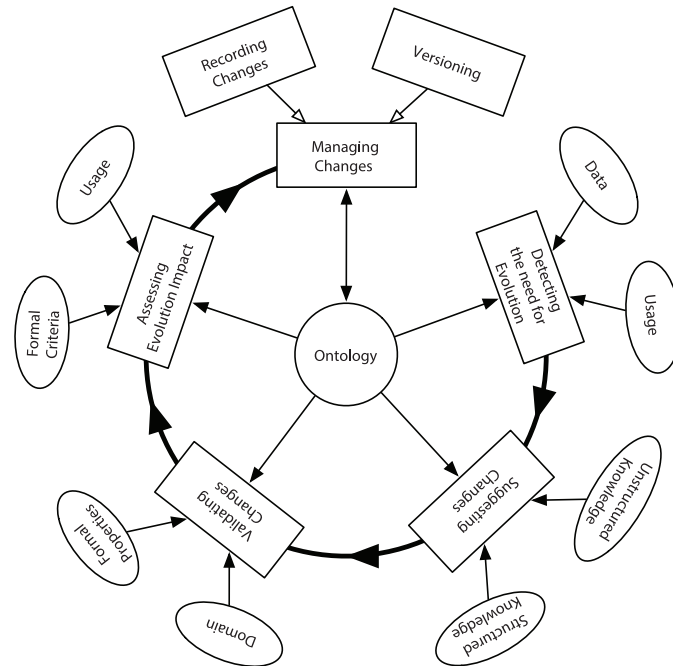 Recording
Changes
Versioning
Managing
Changes
Usage
Data
Assessing
Evolution Impact
Detecting
the need for
Evolution
Formal
Criteria
Usage
Ontology
Suggesting
Changes
Validating
Changes
Unstructured
Knowledge
Formal
Properties
Structured
Knowledge
Domain